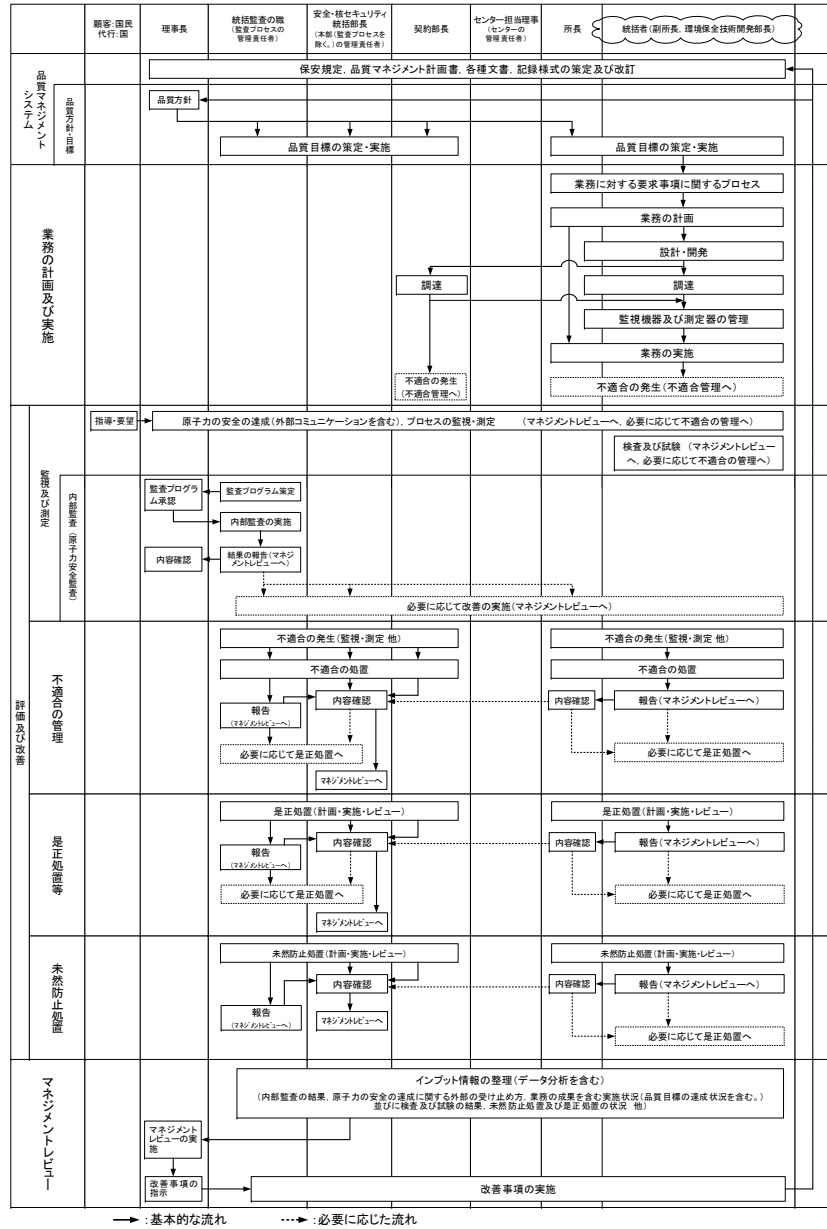 顧客：国民
代行：国
理事長
統括監査の職
（監査プロセスの
管理責任者）
安全・核セキュリティ
統括部長
（本部（監査プロセスを
除く。）の管理責任者）
契約部長
センター担当理事
（センターの
管理責任者）
所長
統括者（副所長，環境保全技術開発部長）
品質マネジメント
システム
品質方針・目標
保安規定，品質マネジメント計画書，各種文書，記録様式の策定及び改訂
品質方針
品質目標の策定・実施
品質目標の策定・実施
業務の計画及び実施
業務に対する要求事項に関するプロセス
業務の計画
設計・開発
調達
調達
監視機器及び測定器の管理
業務の実施
不適合の発生
（不適合管理へ）
不適合の発生（不適合管理へ）
評価及び改善
監視及び測定
指導・要望
原子力の安全の達成（外部コミュニケーションを含む），プロセスの監視・測定　（マネジメントレビューへ，必要に応じて不適合の管理へ）
検査及び試験　（マネジメントレビュー
へ，必要に応じて不適合の管理へ）
内部監査（原子力安全監査）
監査プログラ
ム承認
監査プログラム策定
内部監査の実施
内容確認
結果の報告（マネジ
メントレビューへ）
必要に応じて改善の実施（マネジメントレビューへ）
不適合の管理
不適合の発生（監視・測定 他）
不適合の発生（監視・測定 他）
不適合の処置
不適合の処置
報告
（マネジメントレビューへ）
内容確認
内容確認
報告（マネジメントレビューへ）
必要に応じて是正処置へ
必要に応じて是正処置へ
マネジメントレビューへ
是正処置等
是正処置（計画・実施・レビュー）
是正処置（計画・実施・レビュー）
報告
（マネジメントレビューへ）
内容確認
内容確認
報告（マネジメントレビューへ）
必要に応じて是正処置へ
必要に応じて是正処置へ
マネジメントレビューへ
未然防止処置
未然防止処置（計画・実施・レビュー）
未然防止処置（計画・実施・レビュー）
報告
（マネジメントレビューへ）
内容確認
マネジメントレビューへ
内容確認
報告（マネジメントレビューへ）
必要に応じて是正処置へ
マネジメントレビュー
インプット情報の整理（データ分析を含む）
（内部監査の結果，原子力の安全の達成に関する外部の受け止め方，業務の成果を含む実施状況（品質目標の達成状況を含む。）
並びに検査及び試験の結果，未然防止処置及び是正処置の状況　他）
マネジメント
レビューの実
施
改善事項の
指示
改善事項の実施
：基本的な流れ
：必要に応じた流れ